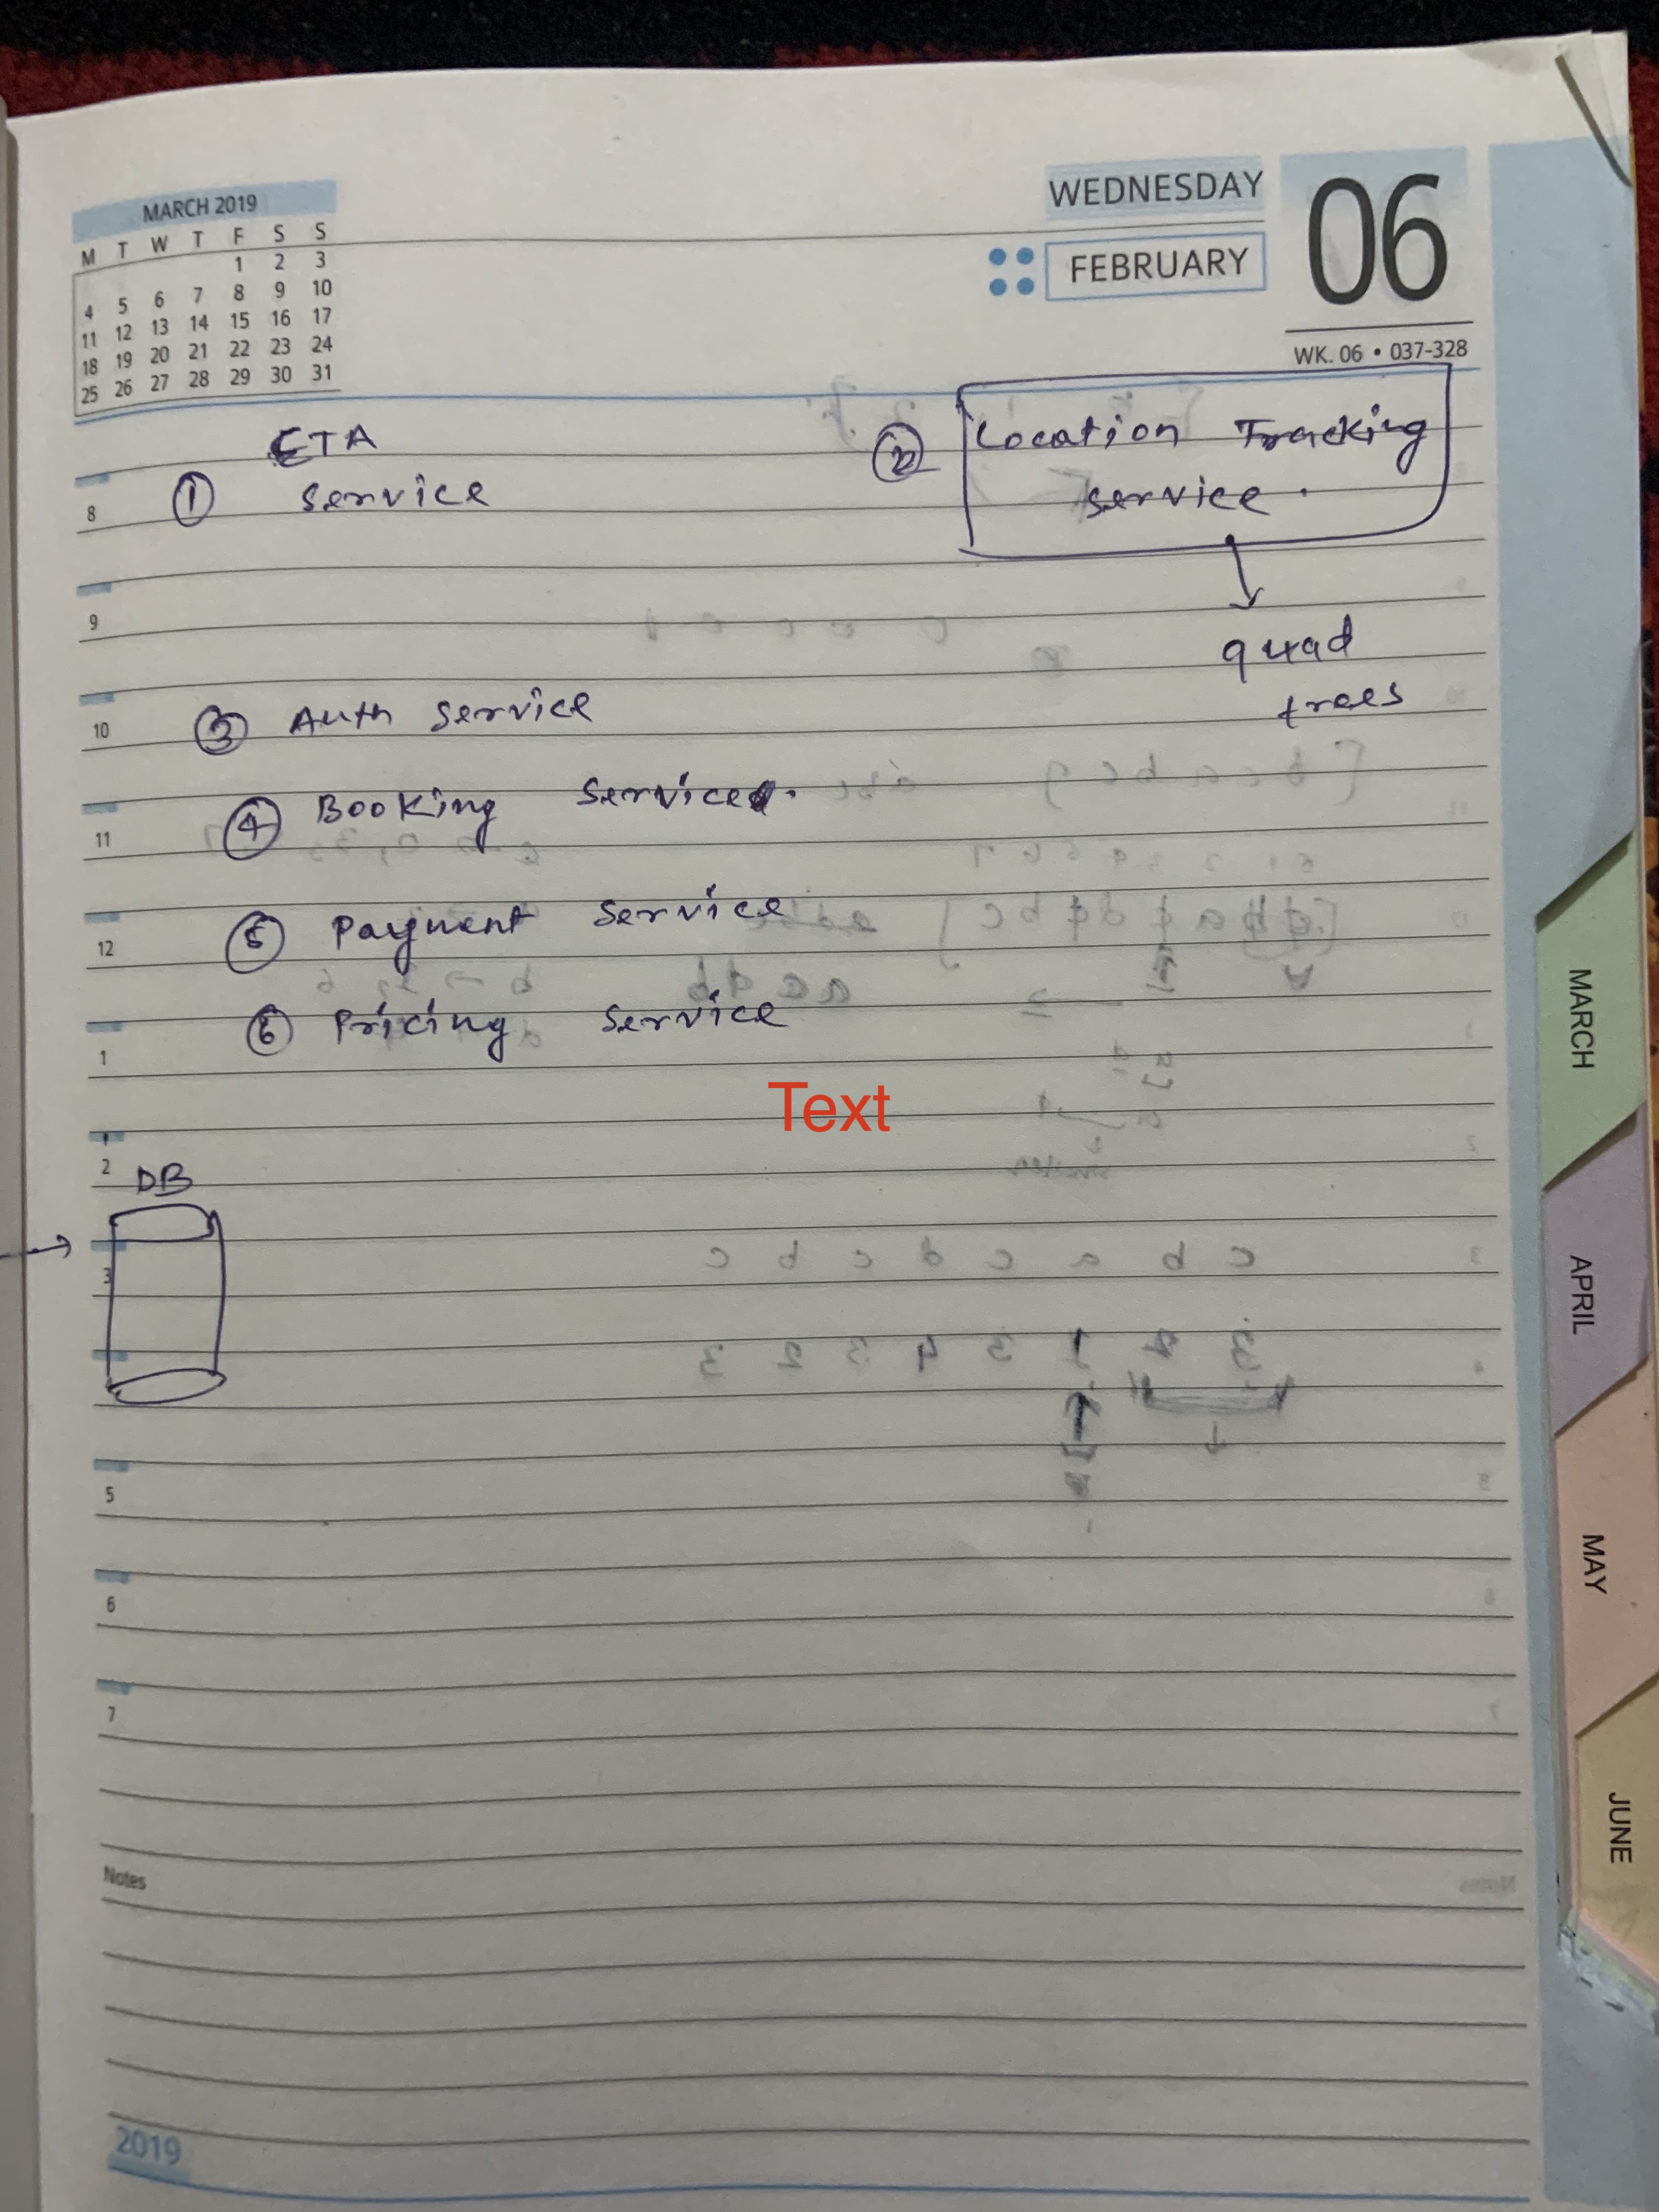 MARCH 2019
M T W T F S S
1 2 3
4 5 6 7 8 9 10
11 12 13 14 15 16 17
18 19 20 21 22 23 24
25 26 27 28 29 30 31
WEDNESDAY
FEBRUARY
06
WK. 06 • 037-328
ETA
① Service
② Location Tracking
service.
quad
trees
8
9
10
③ Auth service
④ Booking Service.
11
⑤ Payment Service
12
⑥ Pricing Service
1
Text
2
DB
3
5
6
7
Notes
2019
MARCH
APRIL
MAY
JUNE